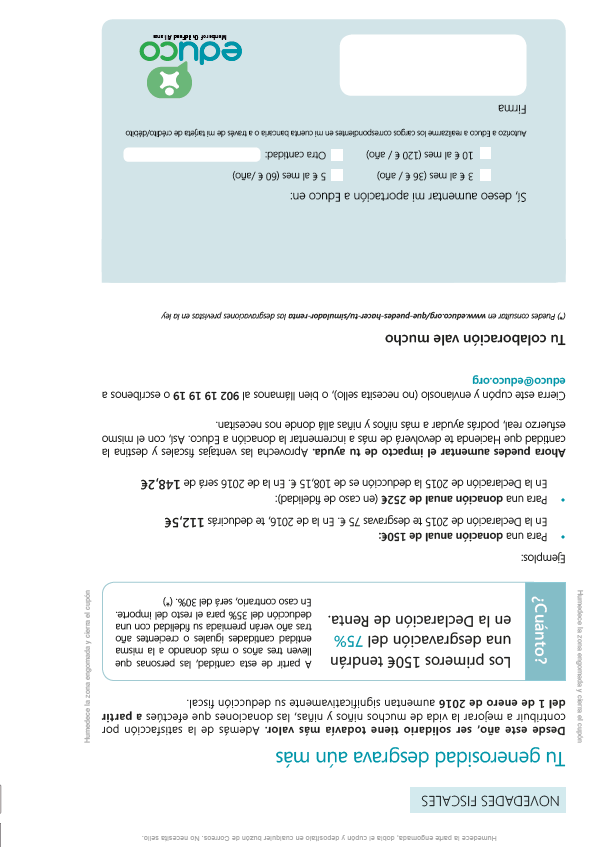 Humedece la parte engomada, dobla el cupón y deposítalo en cualquier buzón de Correos. No necesita sello.
NOVEDADES FISCALES
Tu generosidad desgrava aún más
Desde este año, ser solidario tiene todavía más valor. Además de la satisfacción por
contribuir a mejorar la vida de muchos niños y niñas, las donaciones que efectúes a partir
del 1 de enero de 2016 aumentan significativamente su deducción fiscal.
¿Cuánto?
Los primeros 150€ tendrán
una desgravación del 75%
en la Declaración de Renta.
A partir de esta cantidad, las personas que
lleven tres años o más donando a la misma
entidad cantidades iguales o crecientes año
tras año verán premiada su fidelidad con una
deducción del 35% para el resto del importe.
En caso contrario, será del 30%. (*)
Humedece la zona engomada y cierra el cupón
Humedece la zona engomada y cierra el cupón
Ejemplos:
• Para una donación anual de 150€:
En la Declaración de 2015 te desgravas 75 €. En la de 2016, te deducirás 112,5€
• Para una donación anual de 252€ (en caso de fidelidad):
En la Declaración de 2015 la deducción es de 108,15 €. En la de 2016 será de 148,2€
Ahora puedes aumentar el impacto de tu ayuda. Aprovecha las ventajas fiscales y destina la
cantidad que Hacienda te devolverá de más a incrementar la donación a Educo. Así, con el mismo
esfuerzo real, podrás ayudar a más niños y niñas allá donde nos necesitan.
Cierra este cupón y envíanoslo (no necesita sello), o bien llámanos al 902 19 19 19 o escríbenos a
educo@educo.org
Tu colaboración vale mucho
(*) Puedes consultar en www.educo.org/que-puedes-hacer-tu/simulador-renta las desgravaciones previstas en la ley
Sí, deseo aumentar mi aportación a Educo en:
3 € al mes (36 € / año)
5 € al mes (60 € /año)
10 € al mes (120 € / año)
Otra cantidad:
Autorizo a Educo a realizarme los cargos correspondientes en mi cuenta bancaria o a través de mi tarjeta de crédito/débito
Firma
educo
Member of ChildFund Alliance